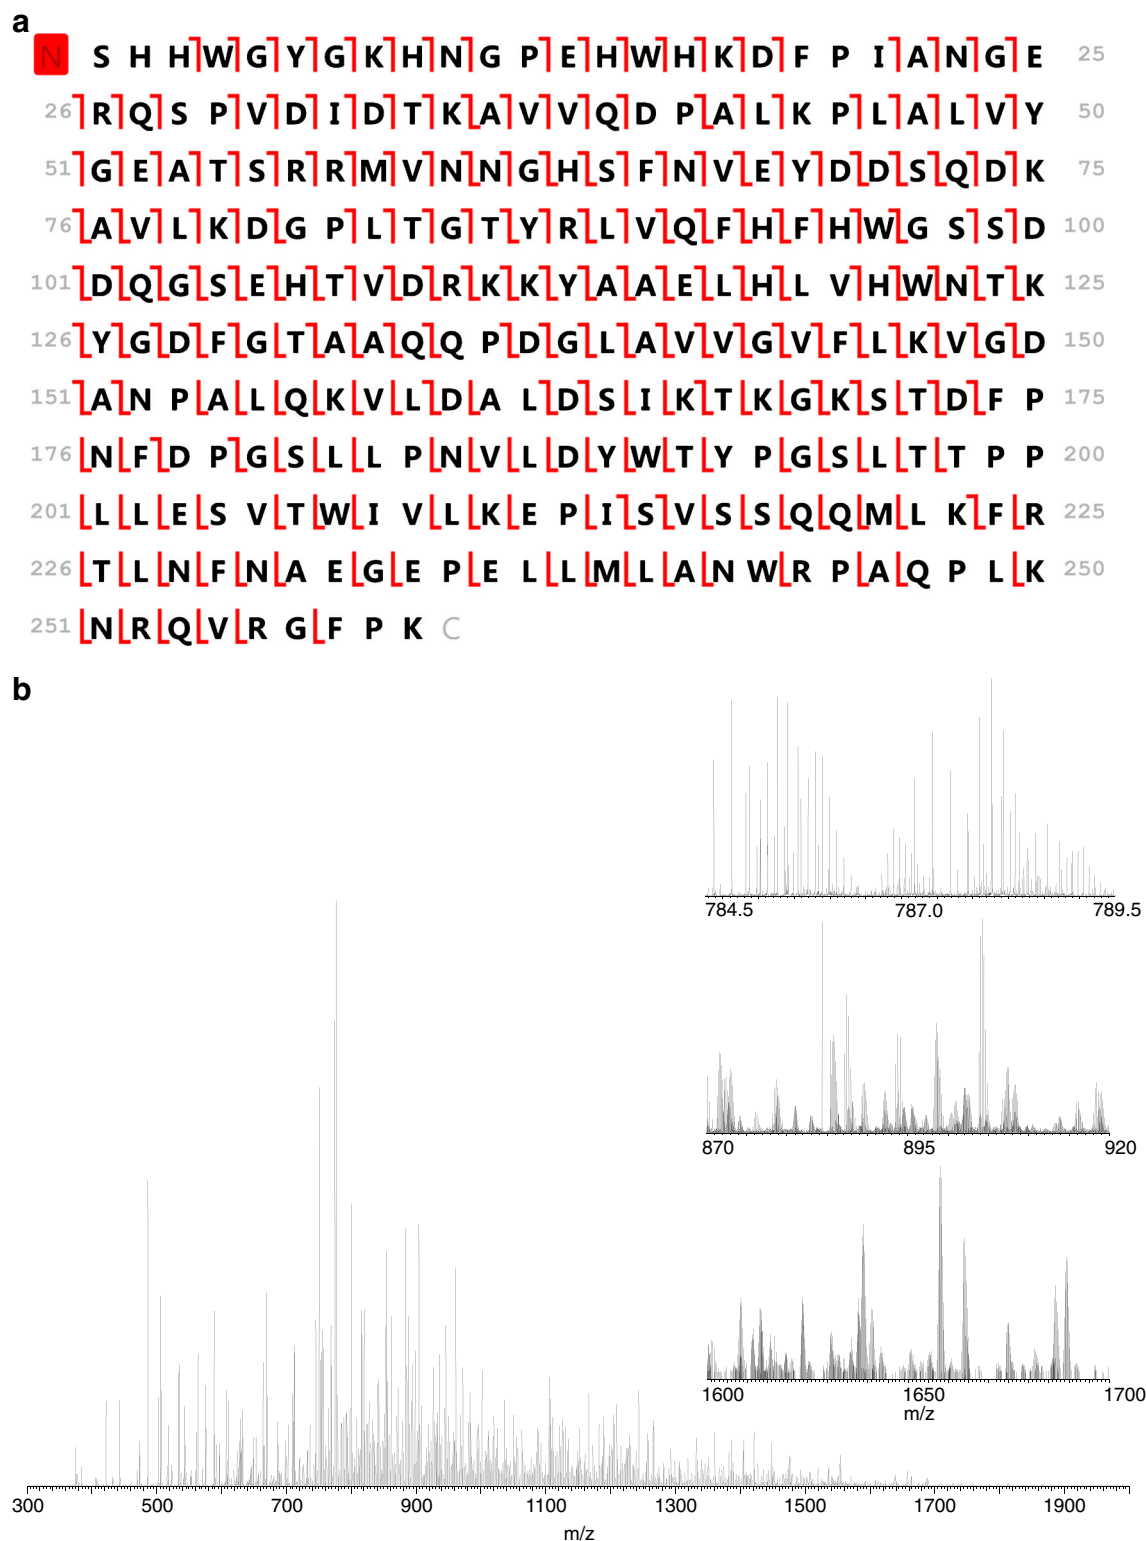 a
N S H H W G Y G K H N G P E H W H K D F P I A N G E 25
26 R Q S P V D I D T K A V V Q D P A L K P L A L V Y 50
51 G E A T S R R M V N N G H S F N V E Y D D S Q D K 75
76 A V L K D G P L T G T Y R L V Q F H F H W G S S D 100
101 D Q G S E H T V D R K K Y A A E L H L V H W N T K 125
126 Y G D F G T A A Q Q P D G L A V V G V F L K V G D 150
151 A N P A L Q K V L D A L D S I K T K G K S T D F P 175
176 N F D P G S L L P N V L D Y W T Y P G S L T T P P 200
201 L L E S V T W I V L K E P I S V S S Q Q M L K F R 225
226 T L N F N A E G E P E L L M L A N W R P A Q P L K 250
251 N R Q V R G F P K C
b
784.5 787.0 789.5
870 895 920
1600 1650 1700
m/z
300 500 700 900 1100 1300 1500 1700 1900
m/z